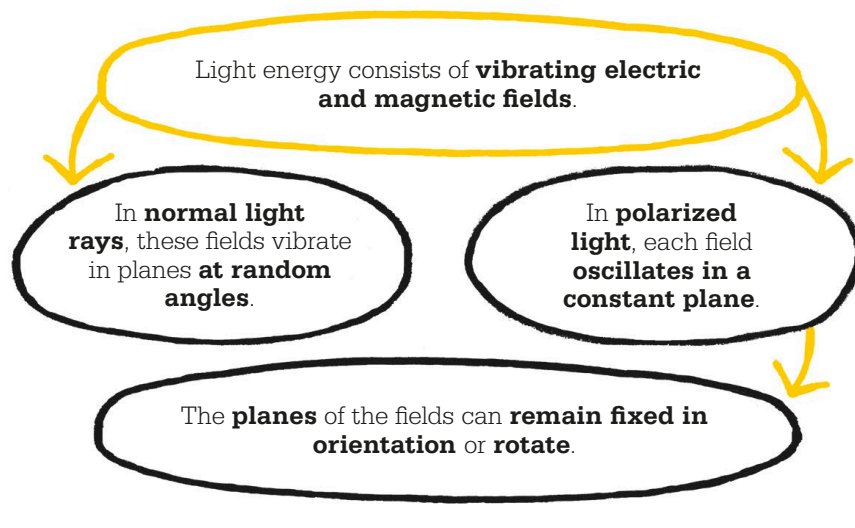 Light energy consists of vibrating electric
and magnetic fields.
In normal light
rays, these fields vibrate
in planes at random
angles.
In polarized
light, each field
oscillates in a
constant plane.
The planes of the fields can remain fixed in
orientation or rotate.